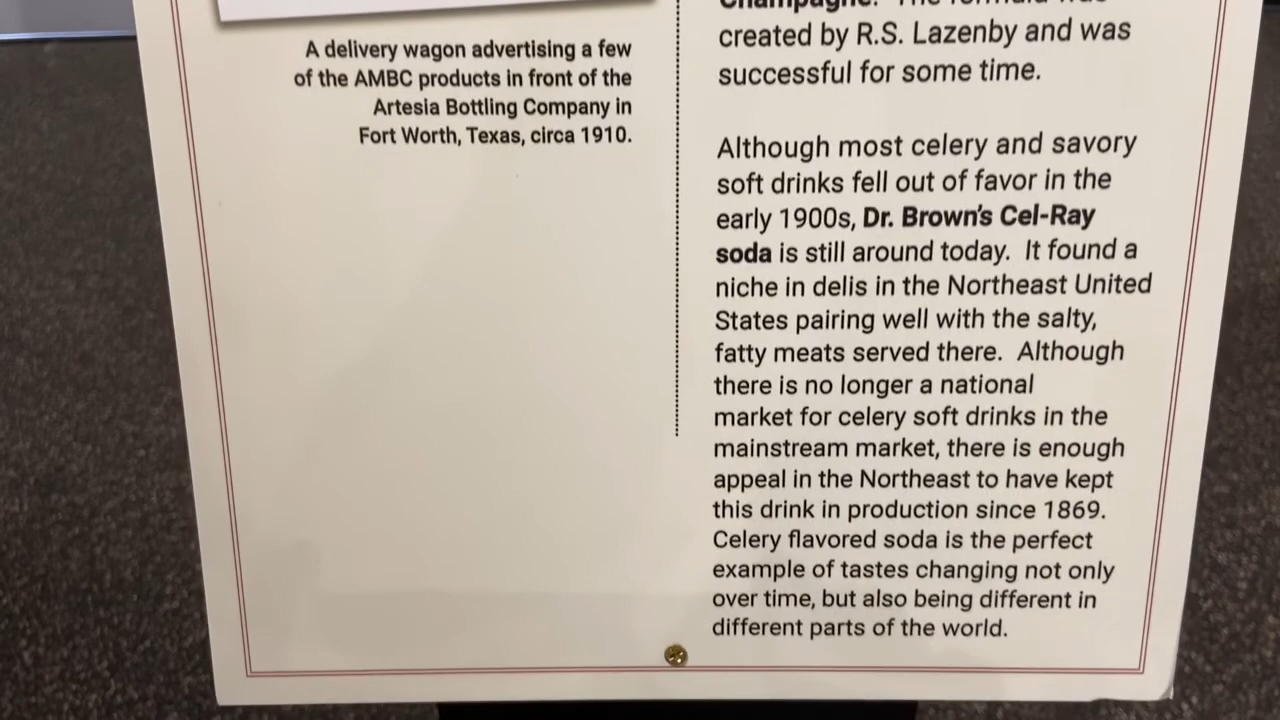 A delivery wagon advertising a few
of the AMBC products in front of the
Artesia Bottling Company in
Fort Worth, Texas, circa 1910.
Champagne. The formula was
created by R.S. Lazenby and was
successful for some time.
Although most celery and savory
soft drinks fell out of favor in the
early 1900s, Dr. Brown's Cel-Ray
soda is still around today. It found a
niche in delis in the Northeast United
States pairing well with the salty,
fatty meats served there. Although
there is no longer a national
market for celery soft drinks in the
mainstream market, there is enough
appeal in the Northeast to have kept
this drink in production since 1869.
Celery flavored soda is the perfect
example of tastes changing not only
over time, but also being different in
different parts of the world.